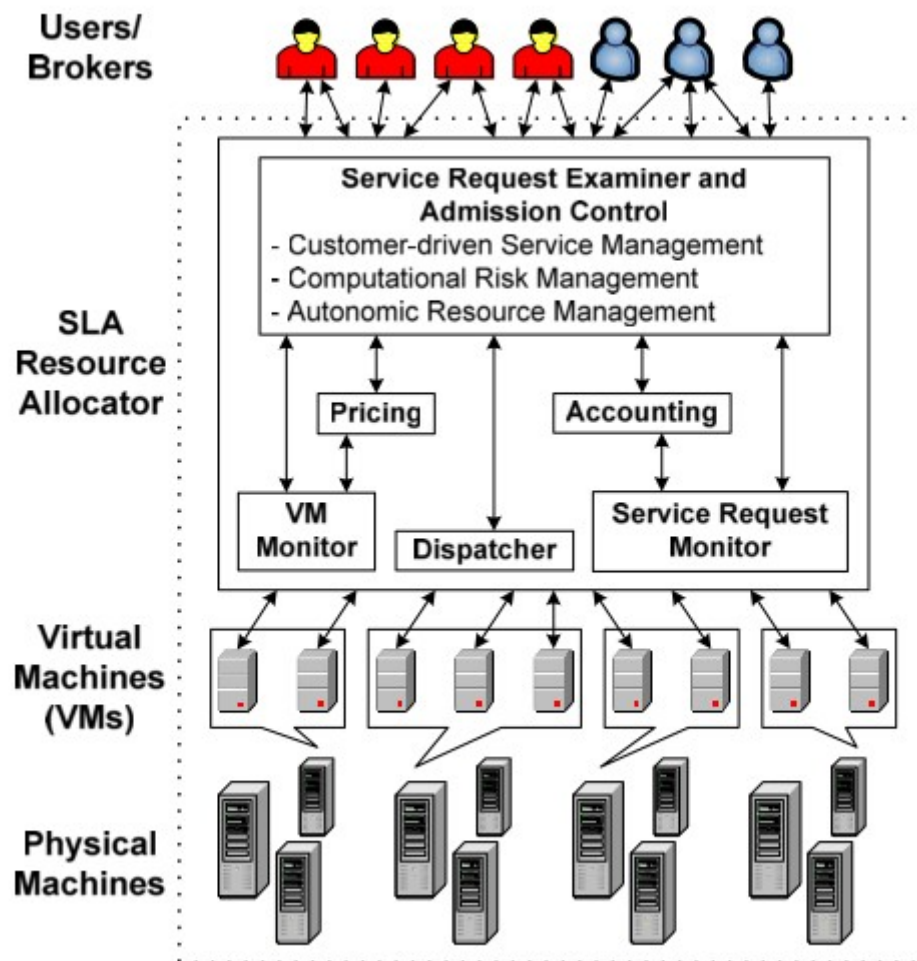 Users/
Brokers
Service Request Examiner and
Admission Control
- Customer-driven Service Management
- Computational Risk Management
- Autonomic Resource Management
SLA
Resource
Allocator
Pricing
Accounting
VM
Monitor
Dispatcher
Service Request
Monitor
Virtual
Machines
(VMs)
Physical
Machines